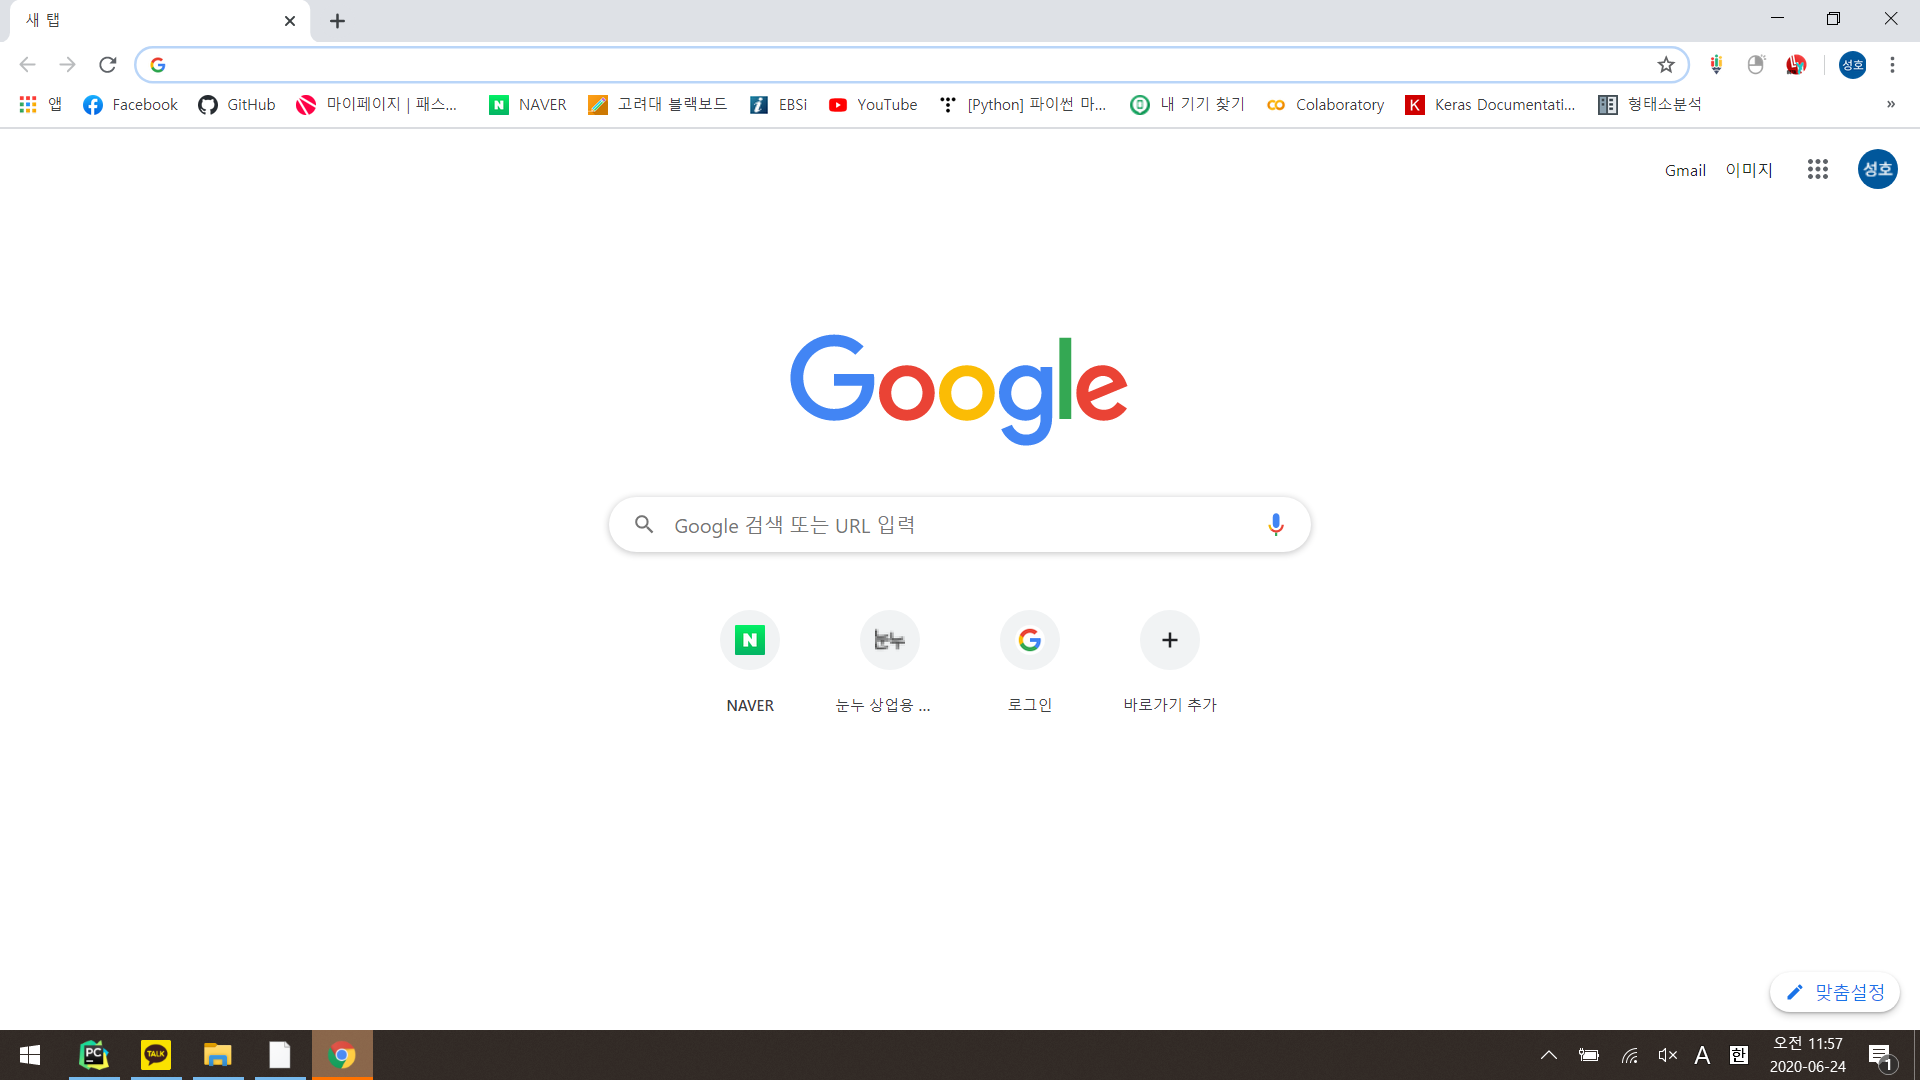 새 탭
성호
앱 Facebook GitHub 마이페이지 | 패스... NAVER 고려대 블랙보드 EBSi YouTube [Python] 파이썬 마... 내 기기 찾기 Colaboratory Keras Documentati... 형태소분석 »
Gmail 이미지 성호
Google
Google 검색 또는 URL 입력
N 눈누 G
NAVER 눈누 상업용 ... 로그인 바로가기 추가
맞춤설정
PC TALK A 한 오전 11:57
2020-06-24 1